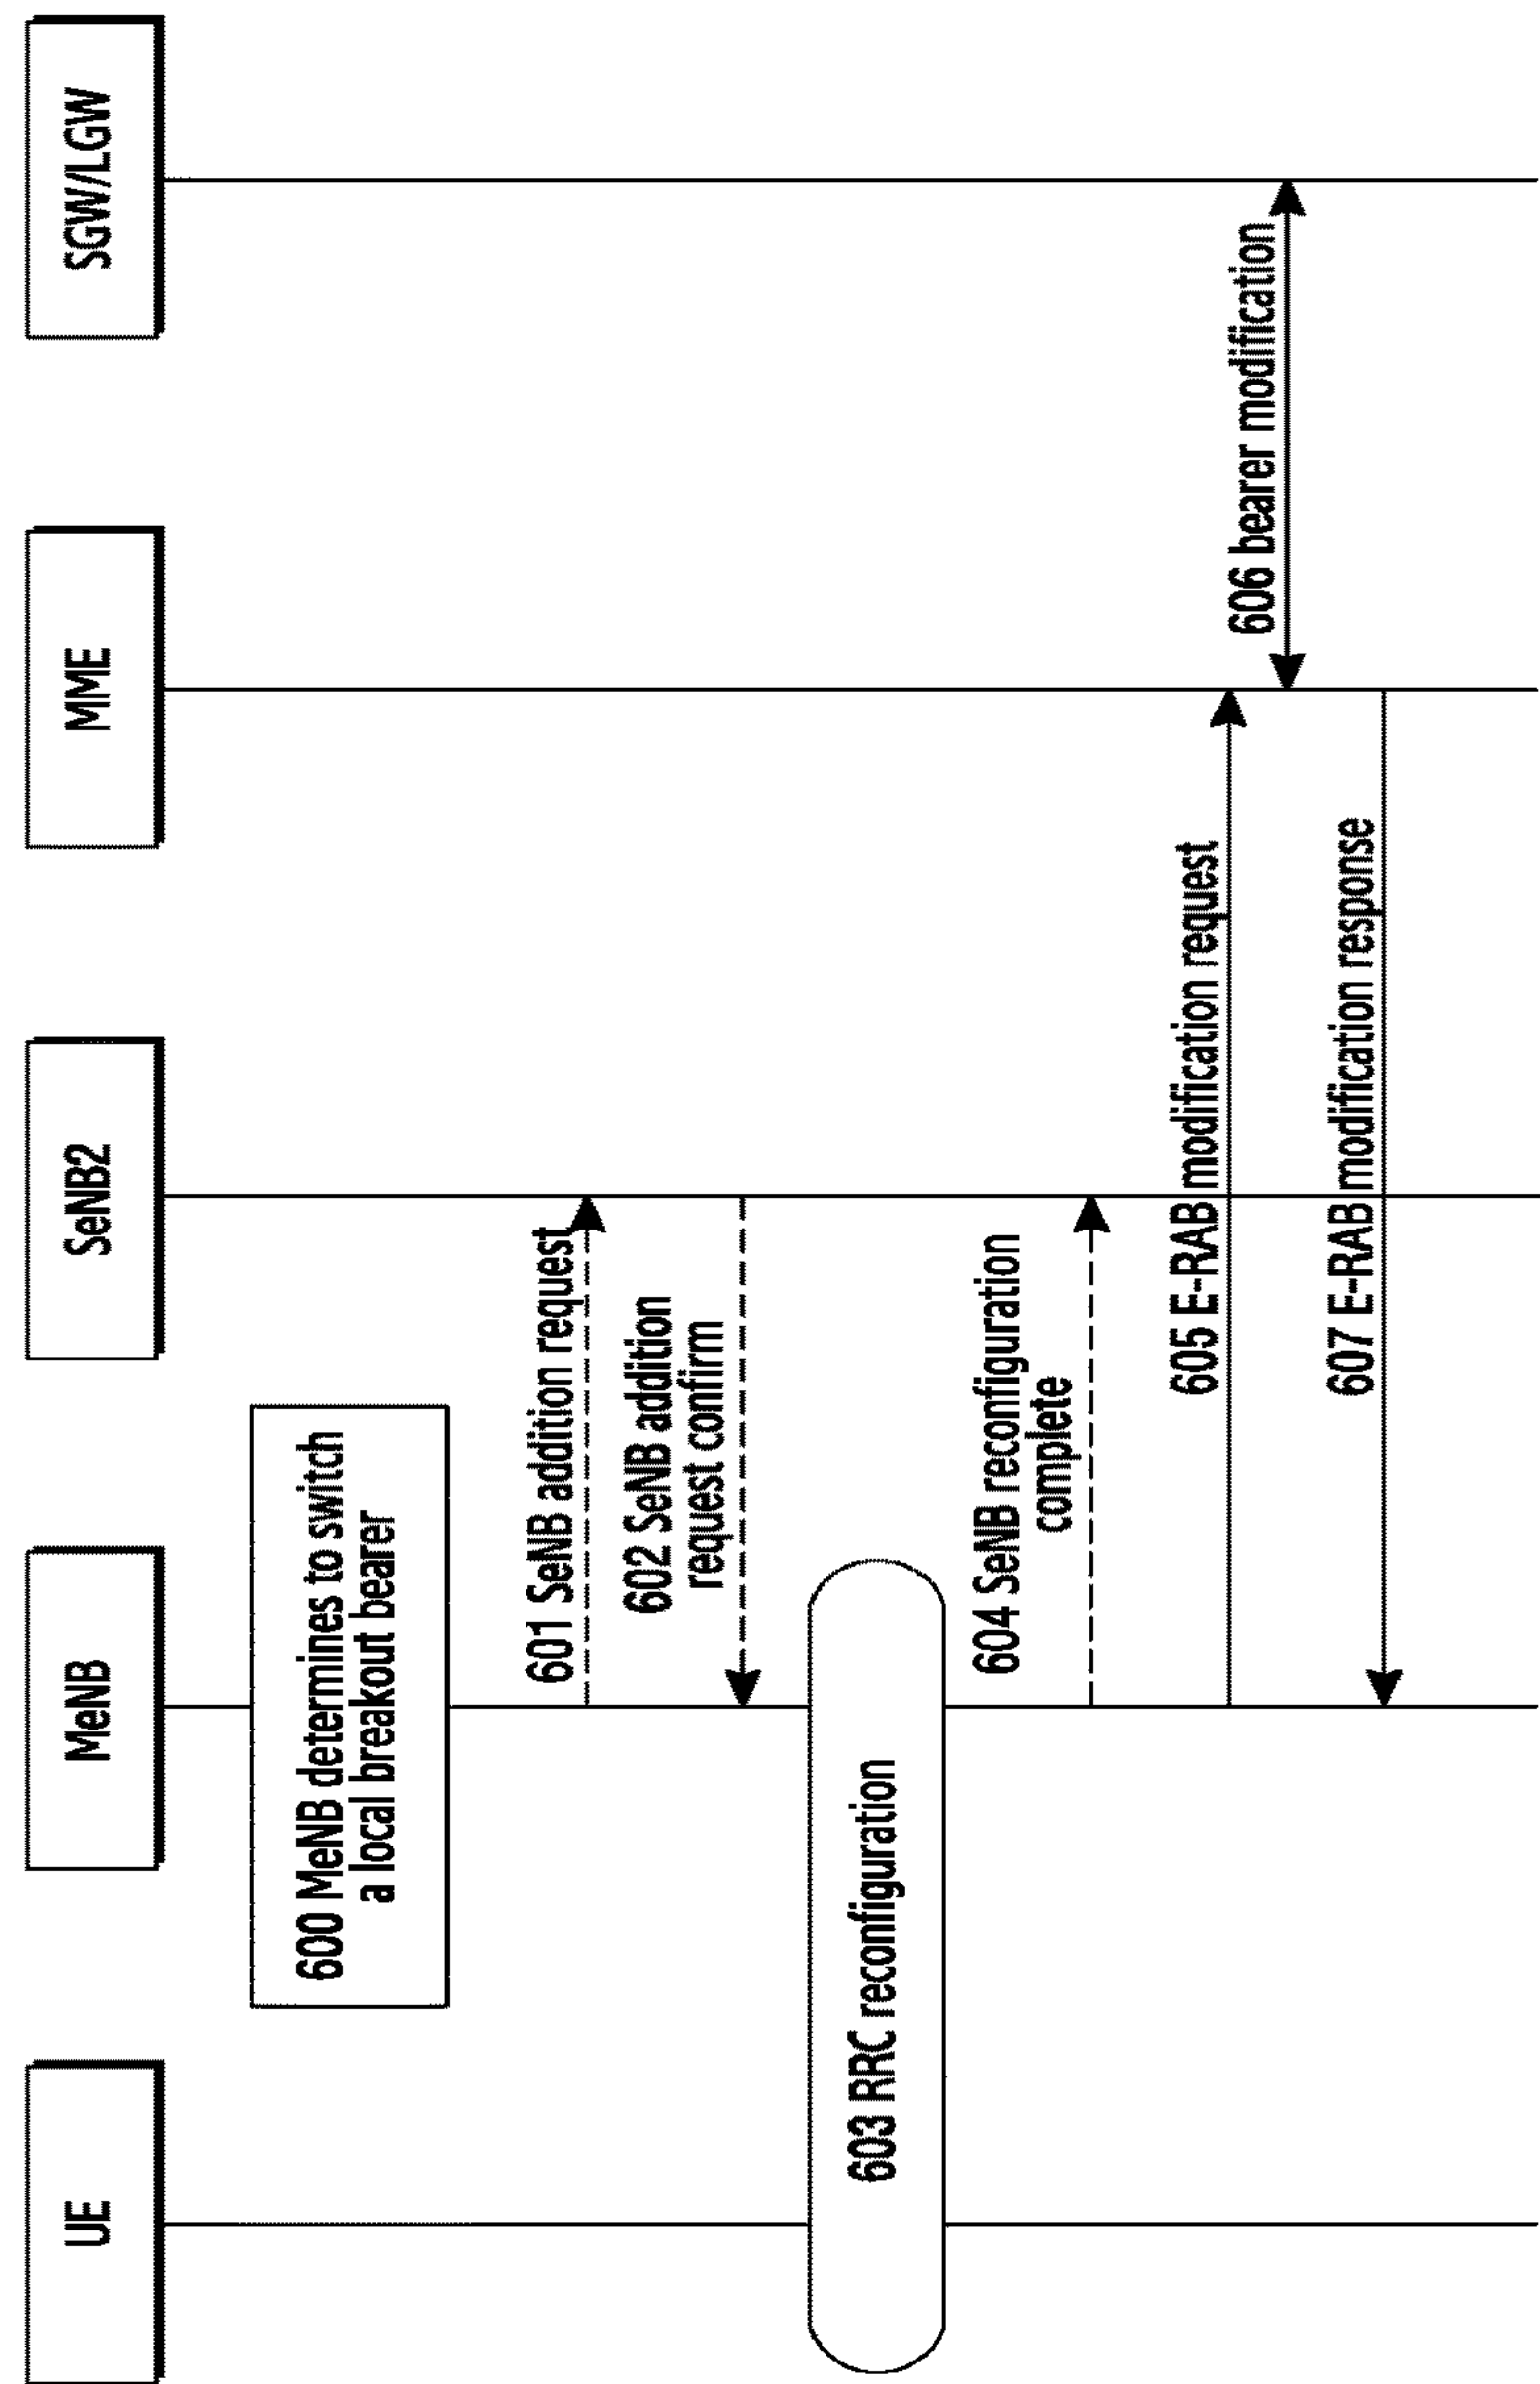 UE
MeNB
SeNB2
MME
SGW/LGW
600 MeNB determines to switch
a local breakout bearer
601 SeNB addition request
602 SeNB addition
request confirm
603 RRC reconfiguration
604 SeNB reconfiguration
complete
605 E-RAB modification request
606 bearer modification
607 E-RAB modification response